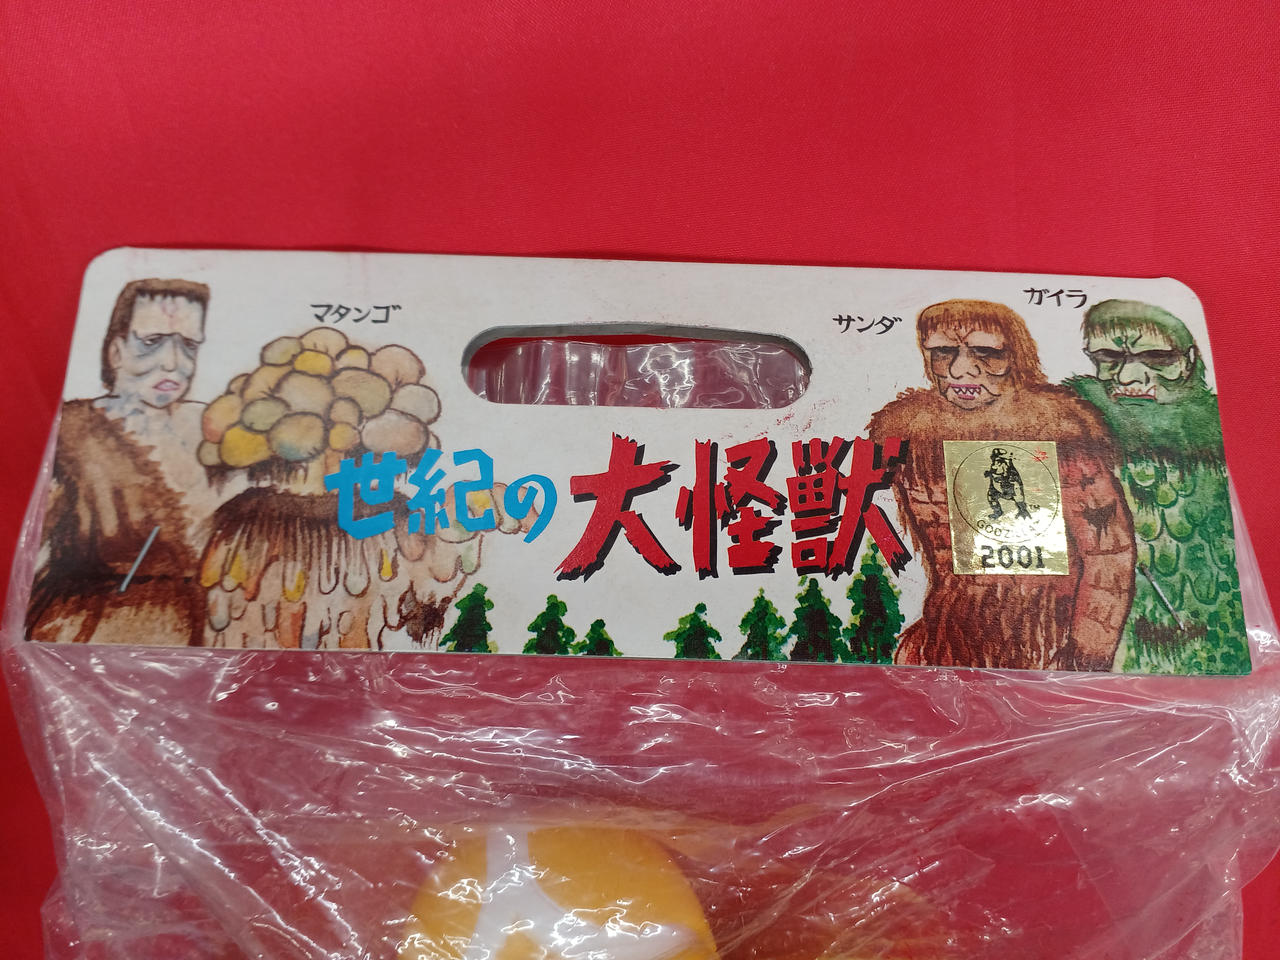 マタンゴ
サンダ
ガイラ
世紀の大怪獣
2001